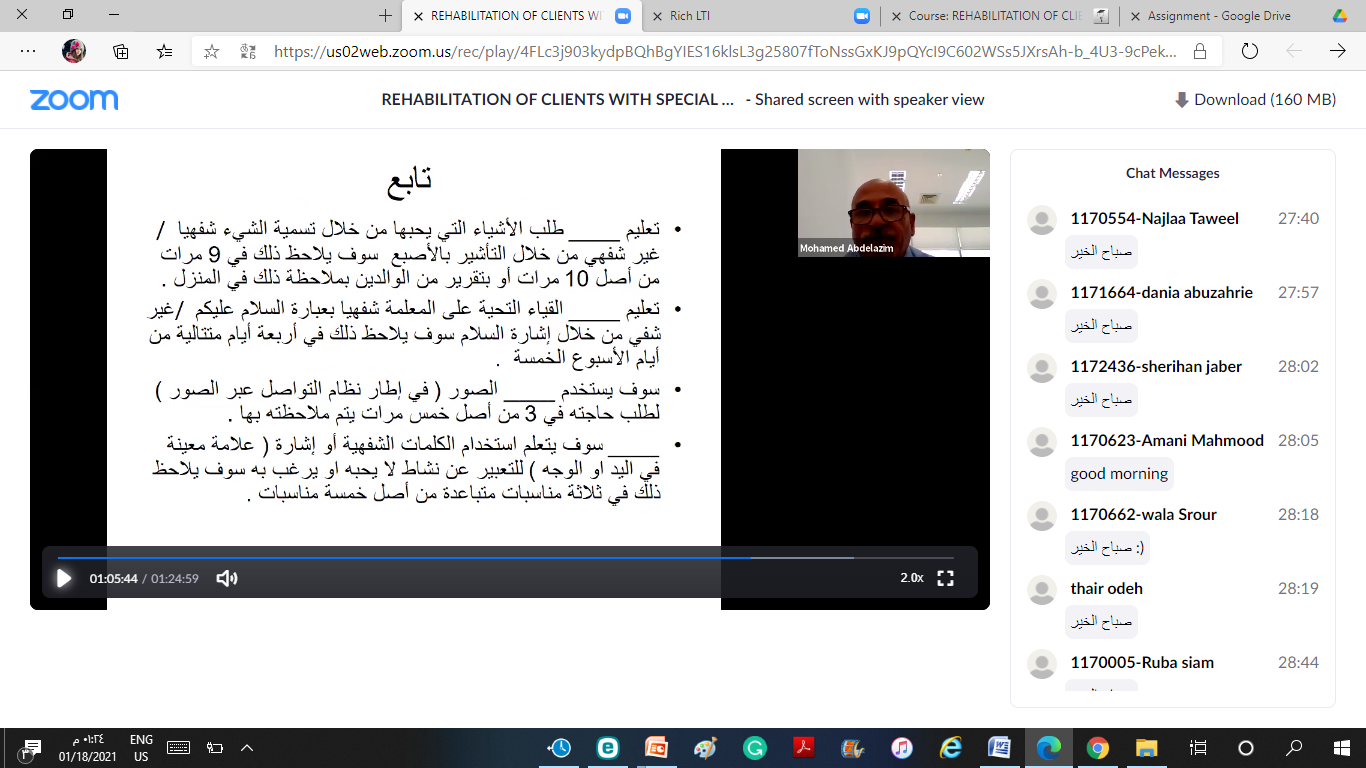 REHABILITATION OF CLIENTS WI
Rich LTI
Course: REHABILITATION OF CLIE
Assignment - Google Drive
https://us02web.zoom.us/rec/play/4FLc3j903kydpBQhBgYIES16klsL3g25807fToNssGxKJ9pQYcI9C602WSs5JXrsAh-b_4U3-9cPek...
zoom
REHABILITATION OF CLIENTS WITH SPECIAL ... - Shared screen with speaker view
Download (160 MB)
تابع
• تعليم _____ طلب الأشياء التي يحبها من خلال تسمية الشيء شفهيا /
غير شفهي من خلال التأشير بالأصبع سوف يلاحظ ذلك في 9 مرات
من أصل 10 مرات أو بتقرير من الوالدين بملاحظة ذلك في المنزل .
• تعليم _____ القياء التحية على المعلمة شفهيا بعبارة السلام عليكم /غير
شفي من خلال إشارة السلام سوف يلاحظ ذلك في أربعة أيام متتالية من
أيام الأسبوع الخمسة .
• سوف يستخدم _____ الصور ( في إطار نظام التواصل عبر الصور )
لطلب حاجته في 3 من أصل خمس مرات يتم ملاحظته بها .
• _____ سوف يتعلم استخدام الكلمات الشفهية أو إشارة ( علامة معينة
في اليد او الوجه ) للتعبير عن نشاط لا يحبه او يرغب به سوف يلاحظ
ذلك في ثلاثة مناسبات متباعدة من أصل خمسة مناسبات .
Mohamed Abdelazim
01:05:44 / 01:24:59
2.0x
Chat Messages
1170554-Najlaa Taweel 27:40
صباح الخير
1171664-dania abuzahrie 27:57
صباح الخير
1172436-sherihan jaber 28:02
صباح الخير
1170623-Amani Mahmood 28:05
good morning
1170662-wala Srour 28:18
صباح الخير :)
thair odeh 28:19
صباح الخير
1170005-Ruba siam 28:44
٠١:٢٤ م
01/18/2021
ENG
US